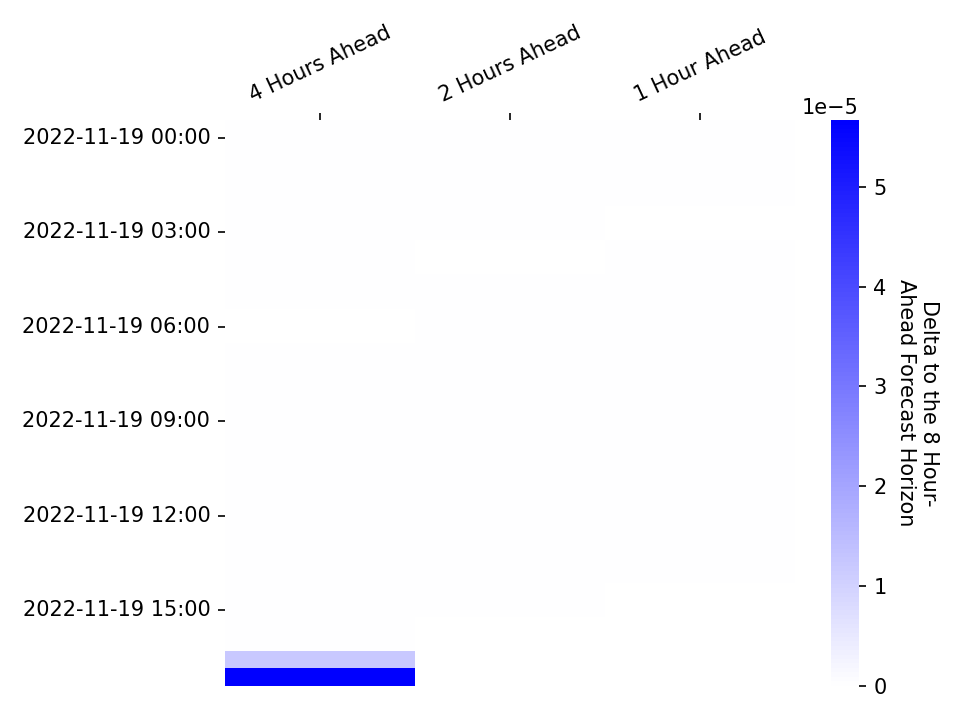 4 Hours Ahead
2 Hours Ahead
1 Hour Ahead
1e−5
2022-11-19 00:00
2022-11-19 03:00
2022-11-19 06:00
2022-11-19 09:00
2022-11-19 12:00
2022-11-19 15:00
5
4
3
2
1
0
Delta to the 8 Hour-
Ahead Forecast Horizon